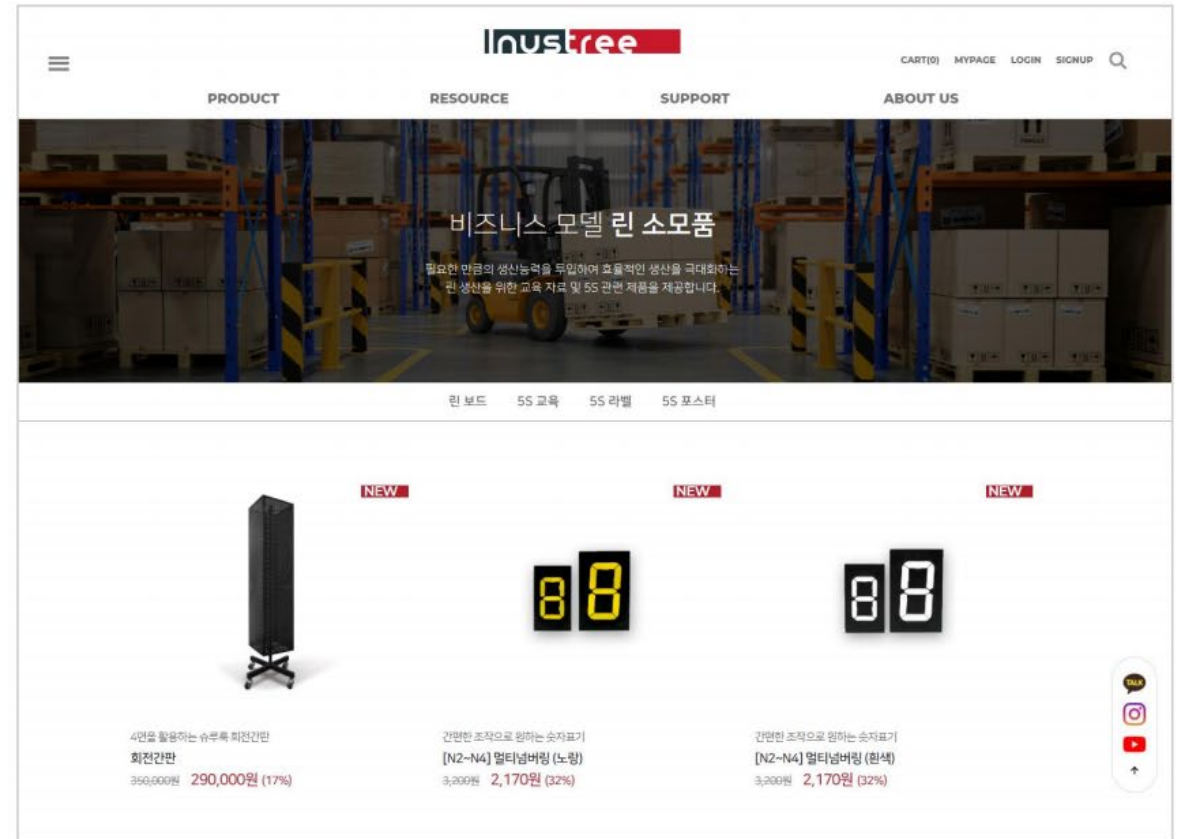 Inustree
CART(0) MYPAGE LOGIN SIGNUP
PRODUCT RESOURCE SUPPORT ABOUT US
비즈니스 모델 린 소모품
필요한 만큼의 생산능력을 투입하여 효율적인 생산을 극대화하는
린 생산을 위한 교육 자료 및 5S 관련 제품을 제공합니다.
린 보드 5S 교육 5S 라벨 5S 포스터
NEW NEW NEW
88 88
TALK
4면을 활용하는 슈루룩 회전간판
회전간판
350,000원 290,000원 (17%)
간편한 조작으로 원하는 숫자표기
[N2~N4] 멀티넘버링 (노랑)
3,200원 2,170원 (32%)
간편한 조작으로 원하는 숫자표기
[N2~N4] 멀티넘버링 (흰색)
3,200원 2,170원 (32%)